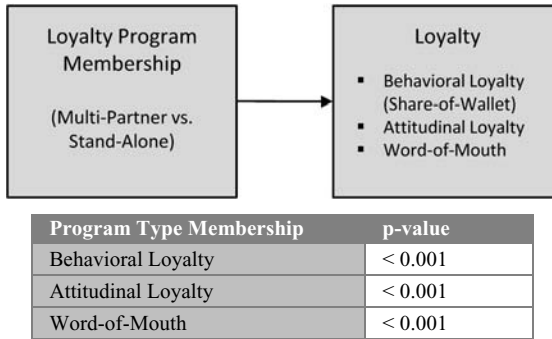 Loyalty Program
Membership
(Multi-Partner vs.
Stand-Alone)
Loyalty
▪ Behavioral Loyalty
(Share-of-Wallet)
▪ Attitudinal Loyalty
▪ Word-of-Mouth
Program Type Membership p-value
Behavioral Loyalty < 0.001
Attitudinal Loyalty < 0.001
Word-of-Mouth < 0.001